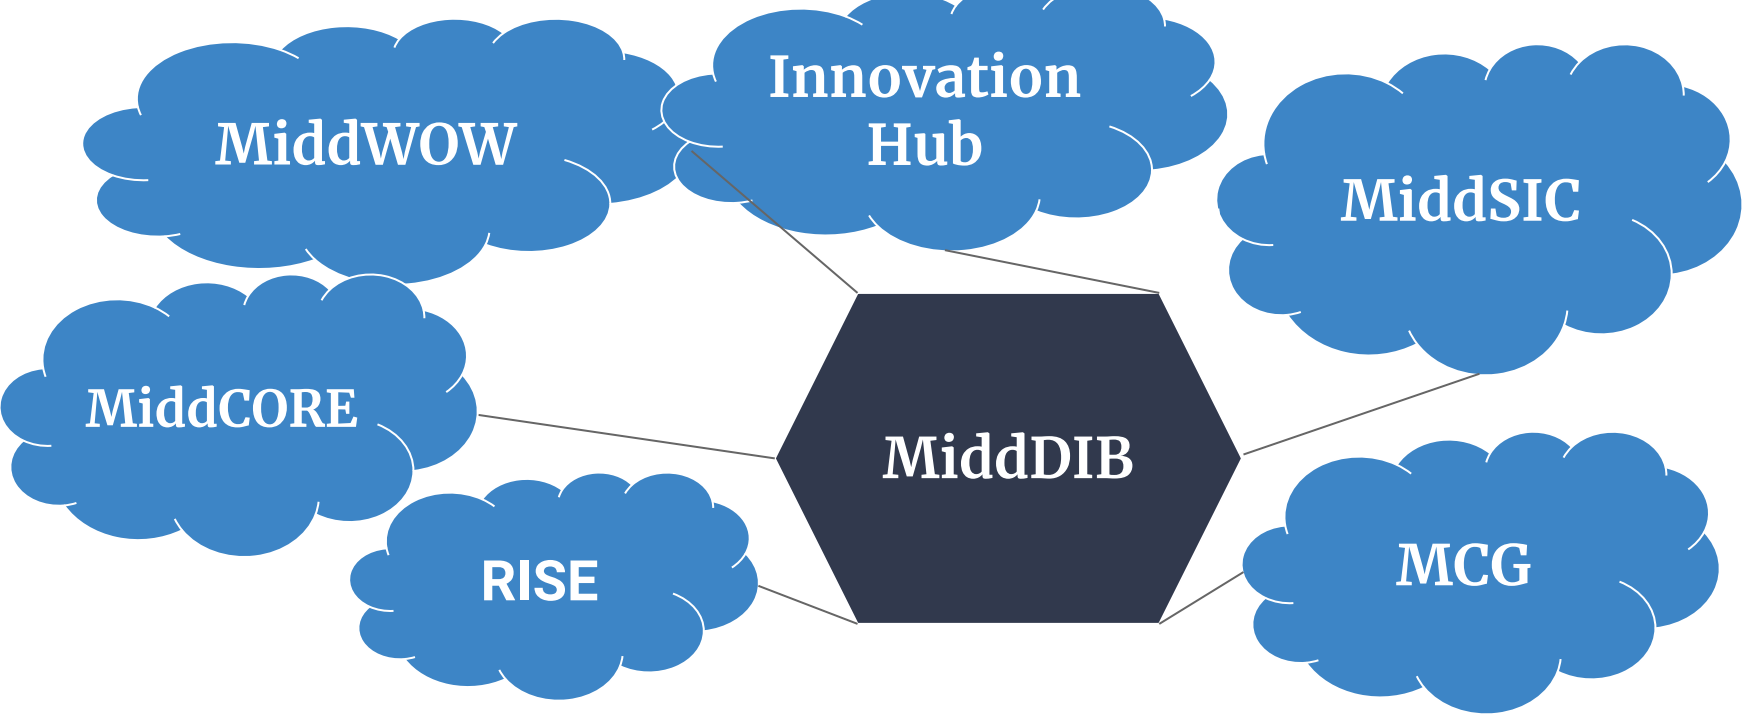 MiddWOW
Innovation
Hub
MiddSIC
MiddCORE
MiddDIB
RISE
MCG